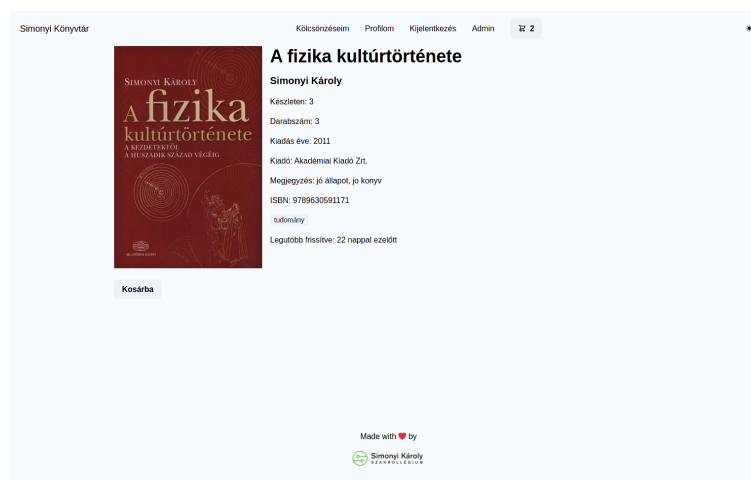 Simonyi Könyvtár
Kölcsönzéseim
Profilom
Kijelentkezés
Admin
2
SIMONYI KÁROLY
A fizika
kultúrtörténete
A KEZDETEKTŐL
A HUSZADIK SZÁZAD VÉGÉIG
AKADÉMIAI KIADÓ
A fizika kultúrtörténete
Simonyi Károly
Készleten: 3
Darabszám: 3
Kiadás éve: 2011
Kiadó: Akadémiai Kiadó Zrt.
Megjegyzés: jó állapot, jo konyv
ISBN: 9789630591171
tudomány
Legutóbb frissítve: 22 nappal ezelőtt
Kosárba
Made with ❤ by
Simonyi Károly
SZAKKOLLÉGIUM